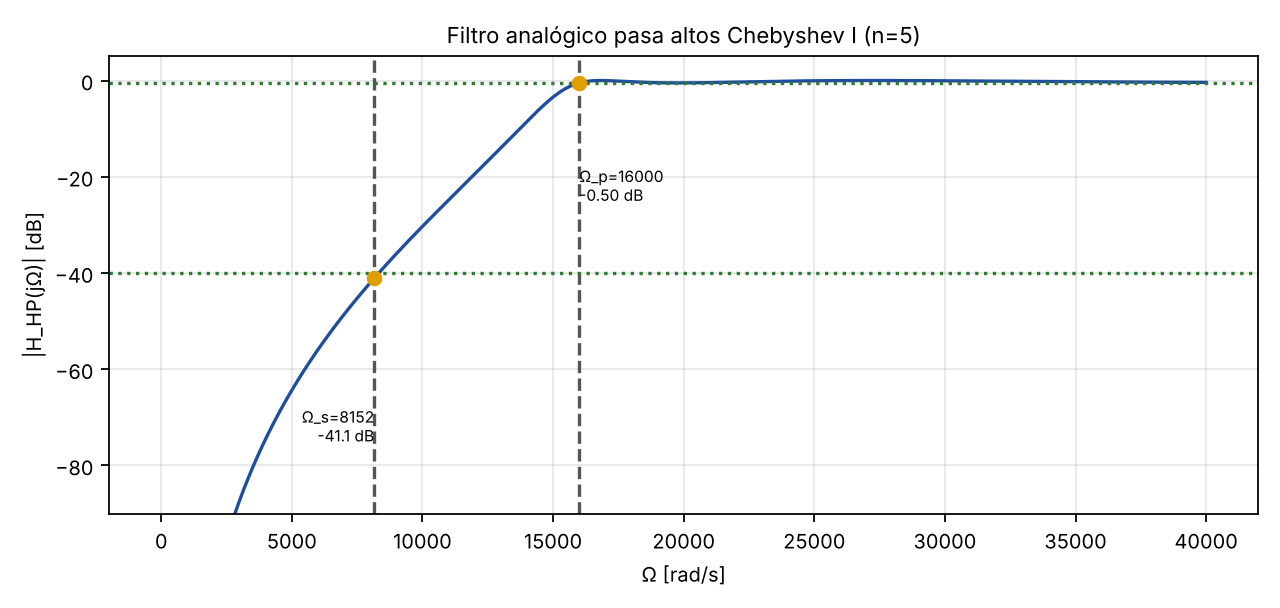 Filtro analógico pasa altos Chebyshev I (n=5)
|H_HP(jΩ)| [dB]
0
−20
−40
−60
−80
Ω_p=16000
-0.50 dB
Ω_s=8152
-41.1 dB
0
5000
10000
15000
20000
25000
30000
35000
40000
Ω [rad/s]